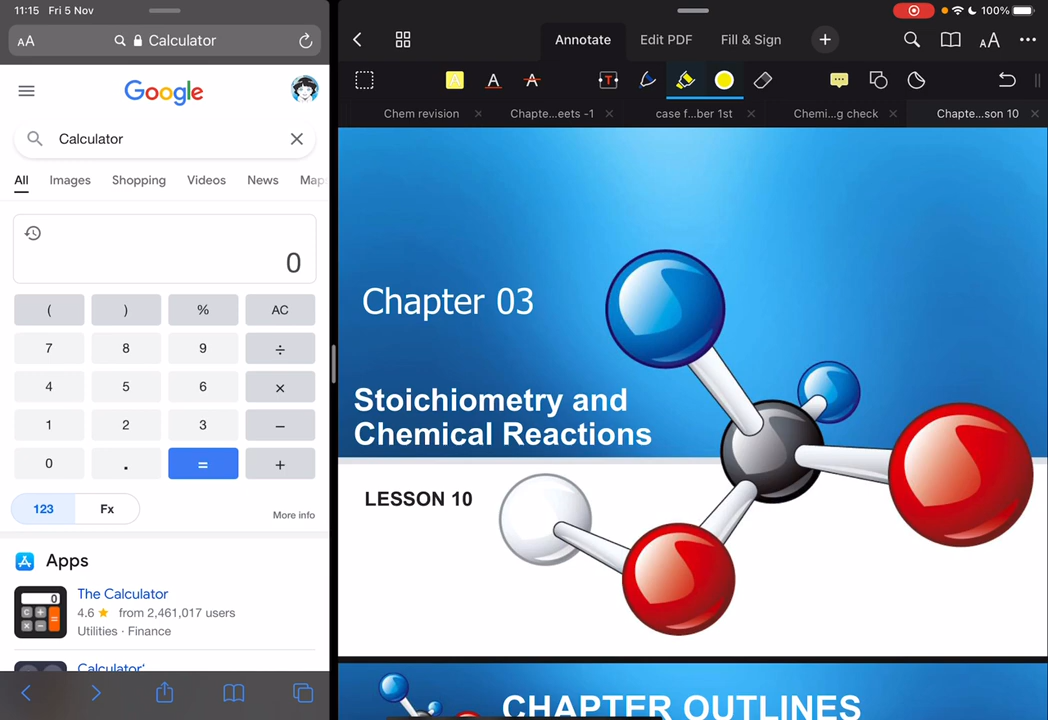 11:15 Fri 5 Nov
100%
AA
Calculator
Google
Calculator
All Images Shopping Videos News Map
0
( ) % AC
7 8 9 ÷
4 5 6 ×
1 2 3 −
0 . = +
123 Fx
More info
Apps
The Calculator
4.6 ★ from 2,461,017 users
Utilities · Finance
Calculator'
Annotate Edit PDF Fill & Sign
AA
A A A T
Chem revision × Chapte...eets -1 × case f...ber 1st × Chemi...g check × Chapte...son 10 ×
Chapter 03
Stoichiometry and
Chemical Reactions
LESSON 10
CHAPTER OUTLINES